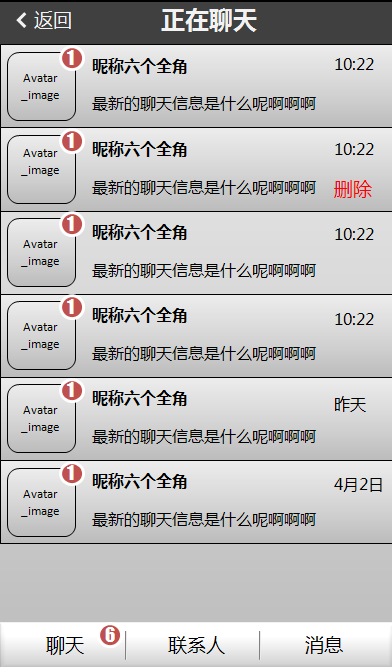 返回
正在聊天
1
昵称六个全角
10:22
Avatar
_image
最新的聊天信息是什么呢啊啊啊
1
昵称六个全角
10:22
Avatar
_image
最新的聊天信息是什么呢啊啊啊
删除
1
昵称六个全角
10:22
Avatar
_image
最新的聊天信息是什么呢啊啊啊
1
昵称六个全角
10:22
Avatar
_image
最新的聊天信息是什么呢啊啊啊
1
昵称六个全角
昨天
Avatar
_image
最新的聊天信息是什么呢啊啊啊
1
昵称六个全角
4月2日
Avatar
_image
最新的聊天信息是什么呢啊啊啊
聊天
6
联系人
消息